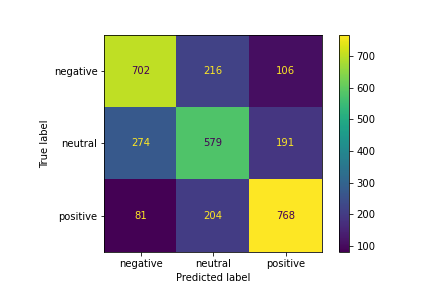 negative 702 216 106
neutral 274 579 191
positive 81 204 768
negative neutral positive
Predicted label
True label
700
600
500
400
300
200
100